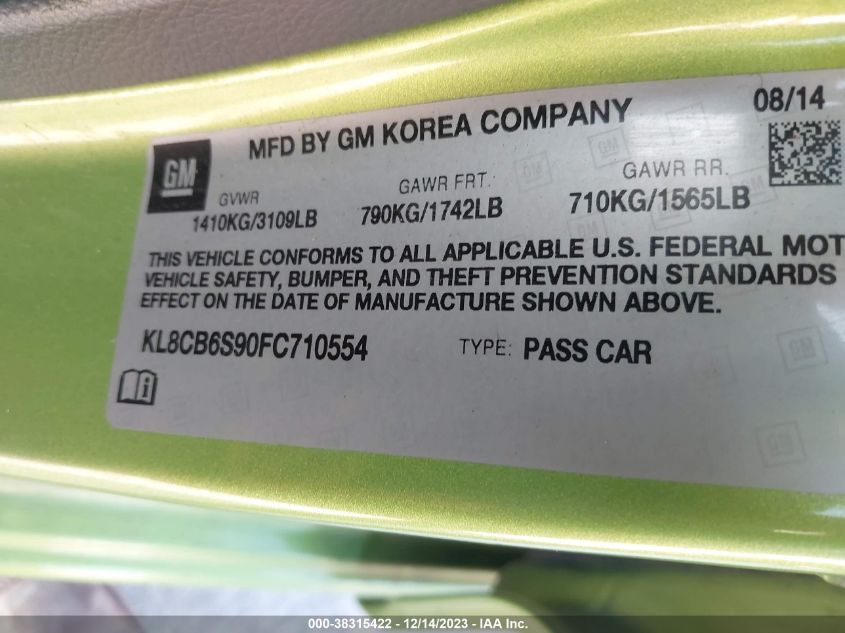 MFD BY GM KOREA COMPANY
08/14
GM
GVWR
GAWR FRT:
GAWR RR.
1410KG/3109LB
790KG/1742LB
710KG/1565LB
THIS VEHICLE CONFORMS TO ALL APPLICABLE U.S. FEDERAL MOT
VEHICLE SAFETY, BUMPER, AND THEFT PREVENTION STANDARDS
EFFECT ON THE DATE OF MANUFACTURE SHOWN ABOVE.
KL8CB6S90FC710554
TYPE: PASS CAR
000-38315422 - 12/14/2023 - IAA Inc.